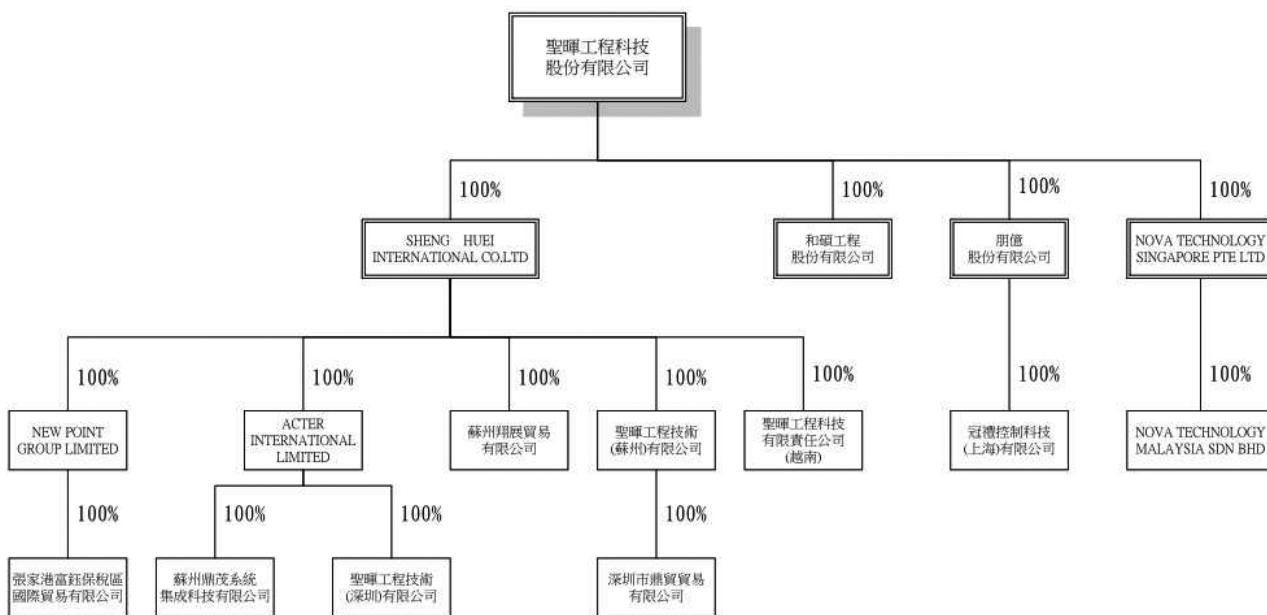 聖暉工程科技
股份有限公司
100%
100%
100%
100%
SHENG HUEI
INTERNATIONAL CO.LTD
和碩工程
股份有限公司
朋億
股份有限公司
NOVA TECHNOLOGY
SINGAPORE PTE LTD
100%
100%
100%
100%
100%
100%
100%
NEW POINT
GROUP LIMITED
ACTER
INTERNATIONAL
LIMITED
蘇州翔展貿易
有限公司
聖暉工程技術
(蘇州)有限公司
聖暉工程科技
有限責任公司
(越南)
冠禮控制科技
(上海)有限公司
NOVA TECHNOLOGY
MALAYSIA SDN BHD
100%
100%
100%
100%
張家港富鈺保稅區
國際貿易有限公司
蘇州鼎茂系統
集成科技有限公司
聖暉工程技術
(深圳)有限公司
深圳市鼎貿貿易
有限公司